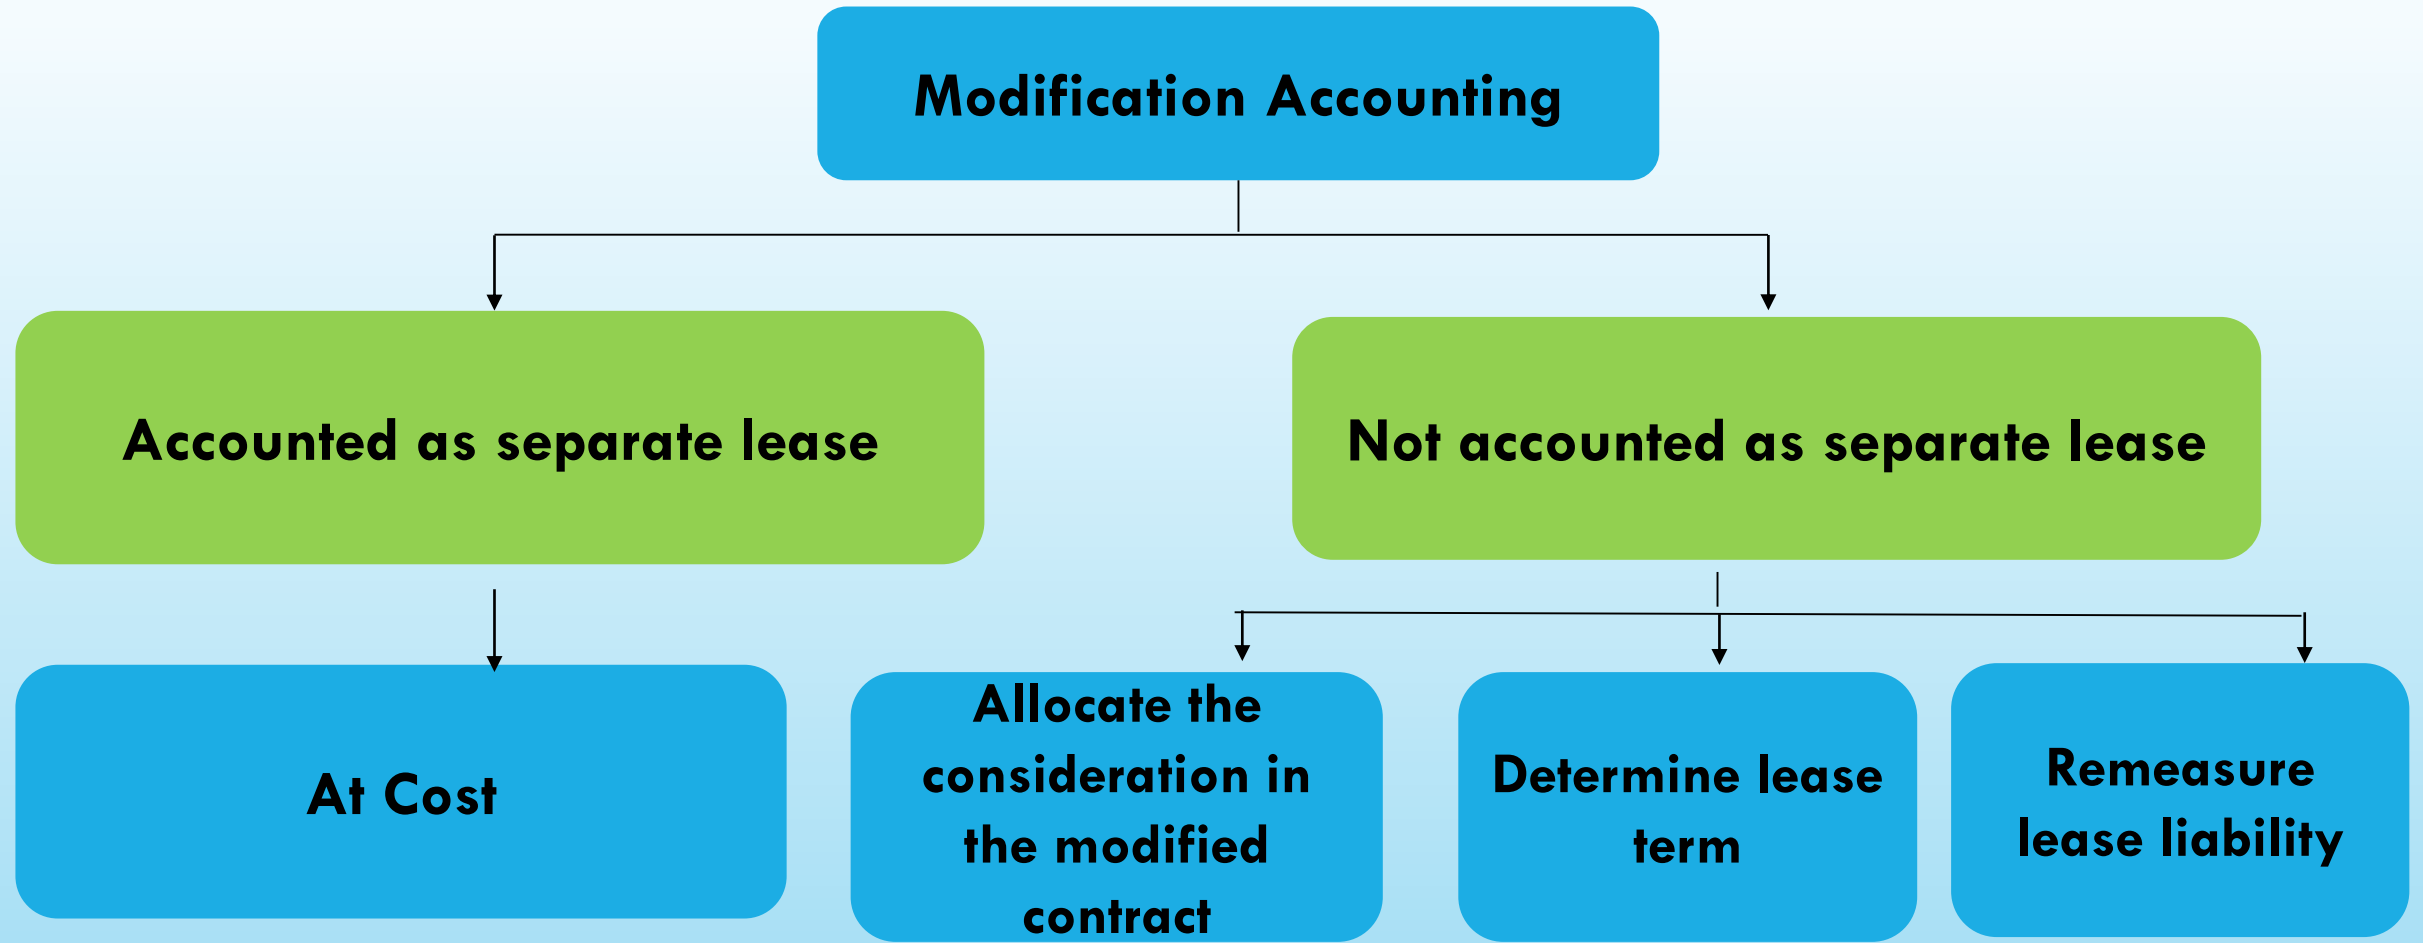 Modification Accounting
Accounted as separate lease
Not accounted as separate lease
At Cost
Allocate the
consideration in
the modified
contract
Determine lease
term
Remeasure
lease liability